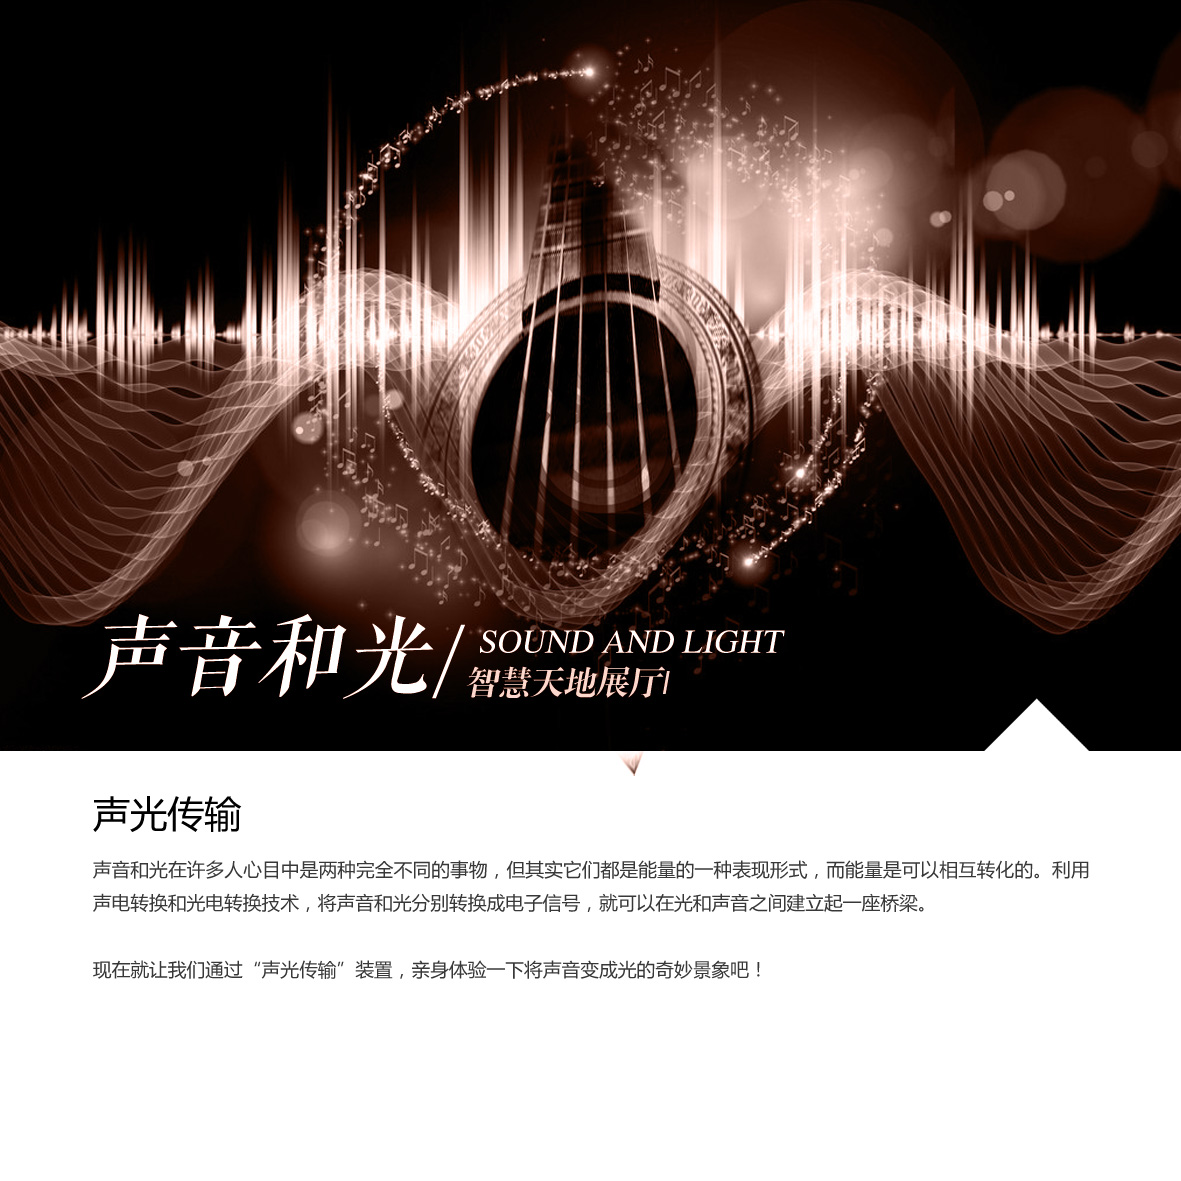 声音和光/ SOUND AND LIGHT
智慧天地展厅
声光传输
声音和光在许多人心目中是两种完全不同的事物，但其实它们都是能量的一种表现形式，而能量是可以相互转化的。利用
声电转换和光电转换技术，将声音和光分别转换成电子信号，就可以在光和声音之间建立起一座桥梁。
现在就让我们通过“声光传输”装置，亲身体验一下将声音变成光的奇妙景象吧！